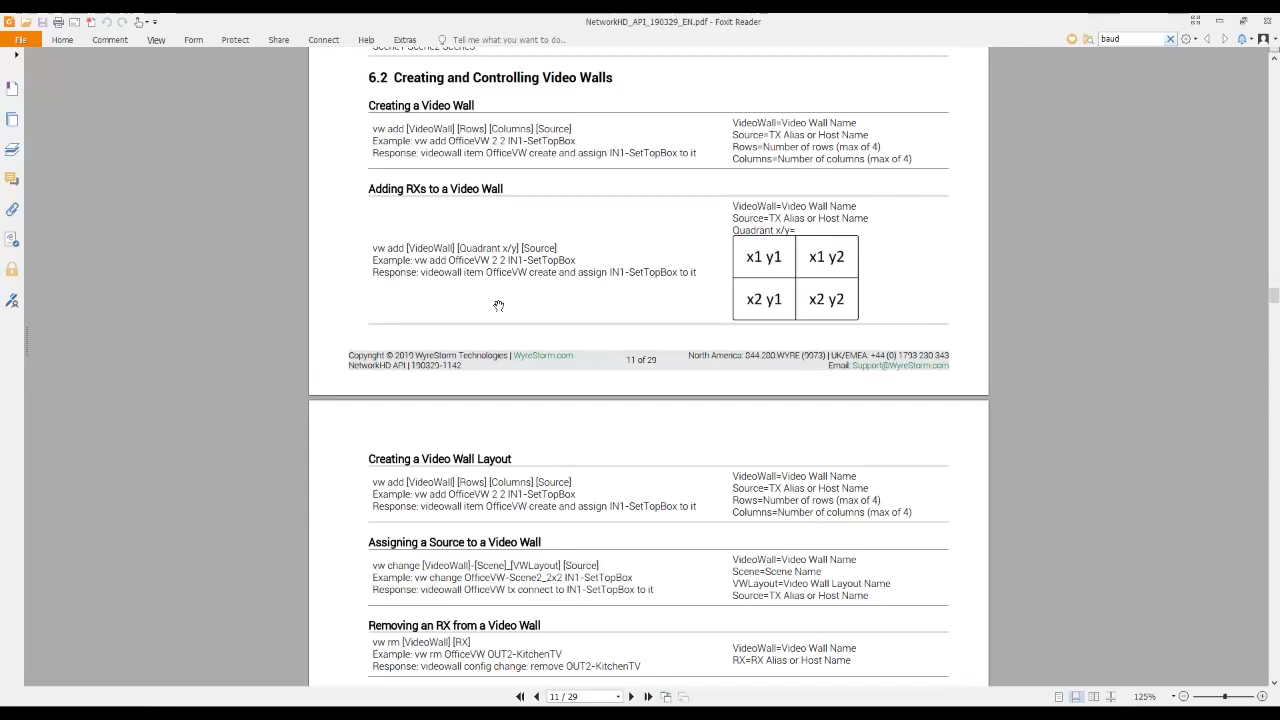 NetworkHD_API_190329_EN.pdf - Foxit Reader
File Home Comment View Form Protect Share Connect Help Extras Tell me what you want to do.. baud
6.2 Creating and Controlling Video Walls
Creating a Video Wall
vw add [VideoWall] [Rows] [Columns] [Source]
Example: vw add OfficeVW 2 2 IN1-SetTopBox
Response: videowall item OfficeVW create and assign IN1-SetTopBox to it
VideoWall=Video Wall Name
Source=TX Alias or Host Name
Rows=Number of rows (max of 4)
Columns=Number of columns (max of 4)
Adding RXs to a Video Wall
vw add [VideoWall] [Quadrant x/y] [Source]
Example: vw add OfficeVW 2 2 IN1-SetTopBox
Response: videowall item OfficeVW create and assign IN1-SetTopBox to it
VideoWall=Video Wall Name
Source=TX Alias or Host Name
Quadrant x/y=
x1 y1 x1 y2
x2 y1 x2 y2
Copyright © 2019 WyreStorm Technologies | WyreStorm.com
NetworkHD API | 190329-1142
11 of 29
North America: 844.280.WYRE (9973) | UK/EMEA: +44 (0) 1793 230 343
Email: Support@WyreStorm.com
Creating a Video Wall Layout
vw add [VideoWall] [Rows] [Columns] [Source]
Example: vw add OfficeVW 2 2 IN1-SetTopBox
Response: videowall item OfficeVW create and assign IN1-SetTopBox to it
VideoWall=Video Wall Name
Source=TX Alias or Host Name
Rows=Number of rows (max of 4)
Columns=Number of columns (max of 4)
Assigning a Source to a Video Wall
vw change [VideoWall]-[Scene]_[VWLayout] [Source]
Example: vw change OfficeVW-Scene2_2x2 IN1-SetTopBox
Response: videowall OfficeVW tx connect to IN1-SetTopBox to it
VideoWall=Video Wall Name
Scene=Scene Name
VWLayout=Video Wall Layout Name
Source=TX Alias or Host Name
Removing an RX from a Video Wall
vw rm [VideoWall] [RX]
Example: vw rm OfficeVW OUT2-KitchenTV
Response: videowall config change: remove OUT2-KitchenTV
VideoWall=Video Wall Name
RX=RX Alias or Host Name
11 / 29
125%